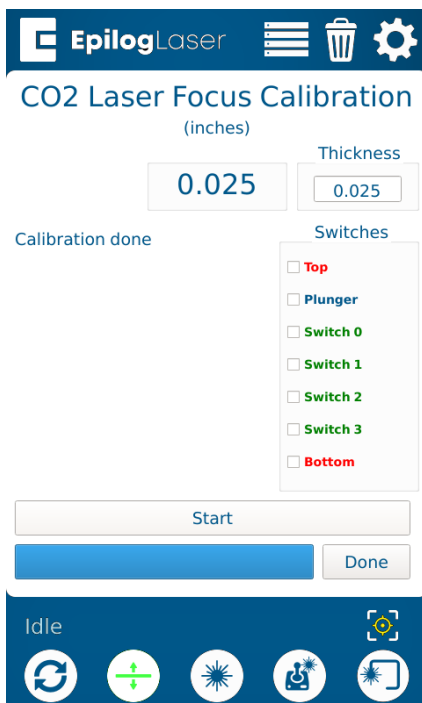 EpilogLaser
CO2 Laser Focus Calibration
(inches)
Thickness
0.025
0.025
Calibration done
Switches
Top
Plunger
Switch 0
Switch 1
Switch 2
Switch 3
Bottom
Start
Done
Idle